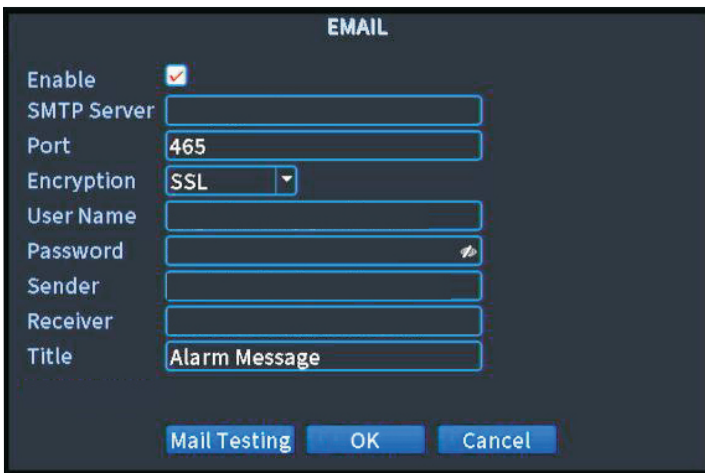 EMAIL
Enable
SMTP Server
Port 465
Encryption SSL
User Name
Password
Sender
Receiver
Title Alarm Message
Mail Testing OK Cancel